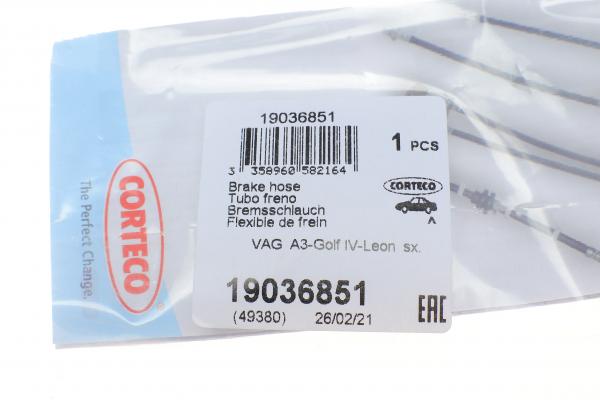 19036851
1 PCS
3 358960 582164
Brake hose
Tubo freno
Bremsschlauch
Flexible de frein
CORTECO
VAG A3-Golf IV-Leon sx.
19036851
(49380) 26/02/21
EAC
CORTECO
The Perfect Change.